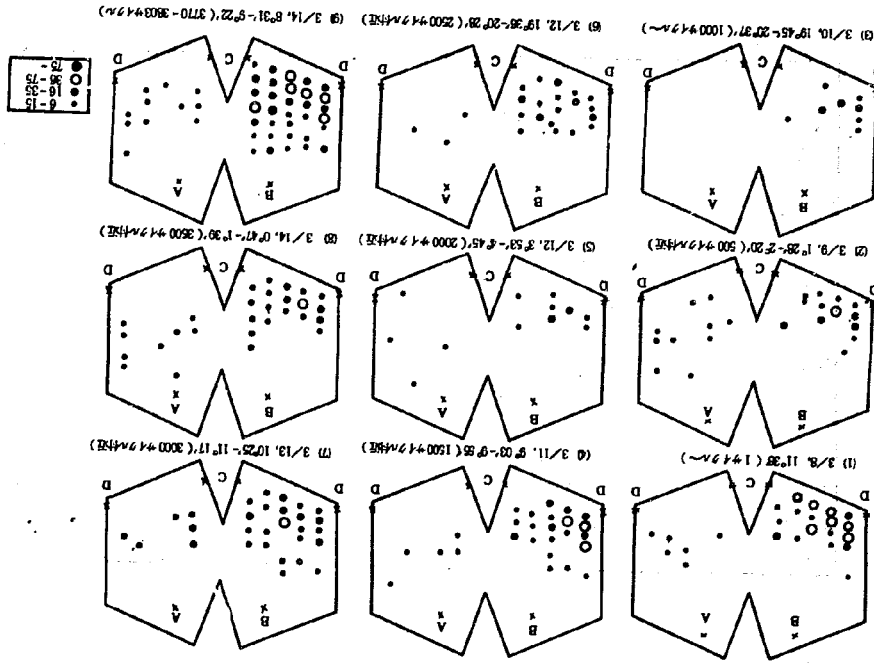 B A B A B A
D C D D C D D C D
(1) 3/8, 11°38′(1サイクル~) (4) 3/11, 9°03′-9°55′(1500サイクル付近) (7) 3/13, 10°25′-11°17′(3000サイクル付近)
B A B A B A
D C D D C D D C D
(2) 3/9, 1°28′-2°20′(500サイクル付近) (5) 3/12, 3°53′-4°45′(2000サイクル付近) (8) 3/14, 0°47′-1°39′(3500サイクル付近)
B A B A B A
D C D D C D D C D
(3) 3/10, 19°45′-20°37′(1000サイクル~) (6) 3/12, 19°36′-20°28′(2500サイクル付近) (9) 3/14, 8°31′-9°22′(3770-3803サイクル)
6-15
16-35
36-75
75~